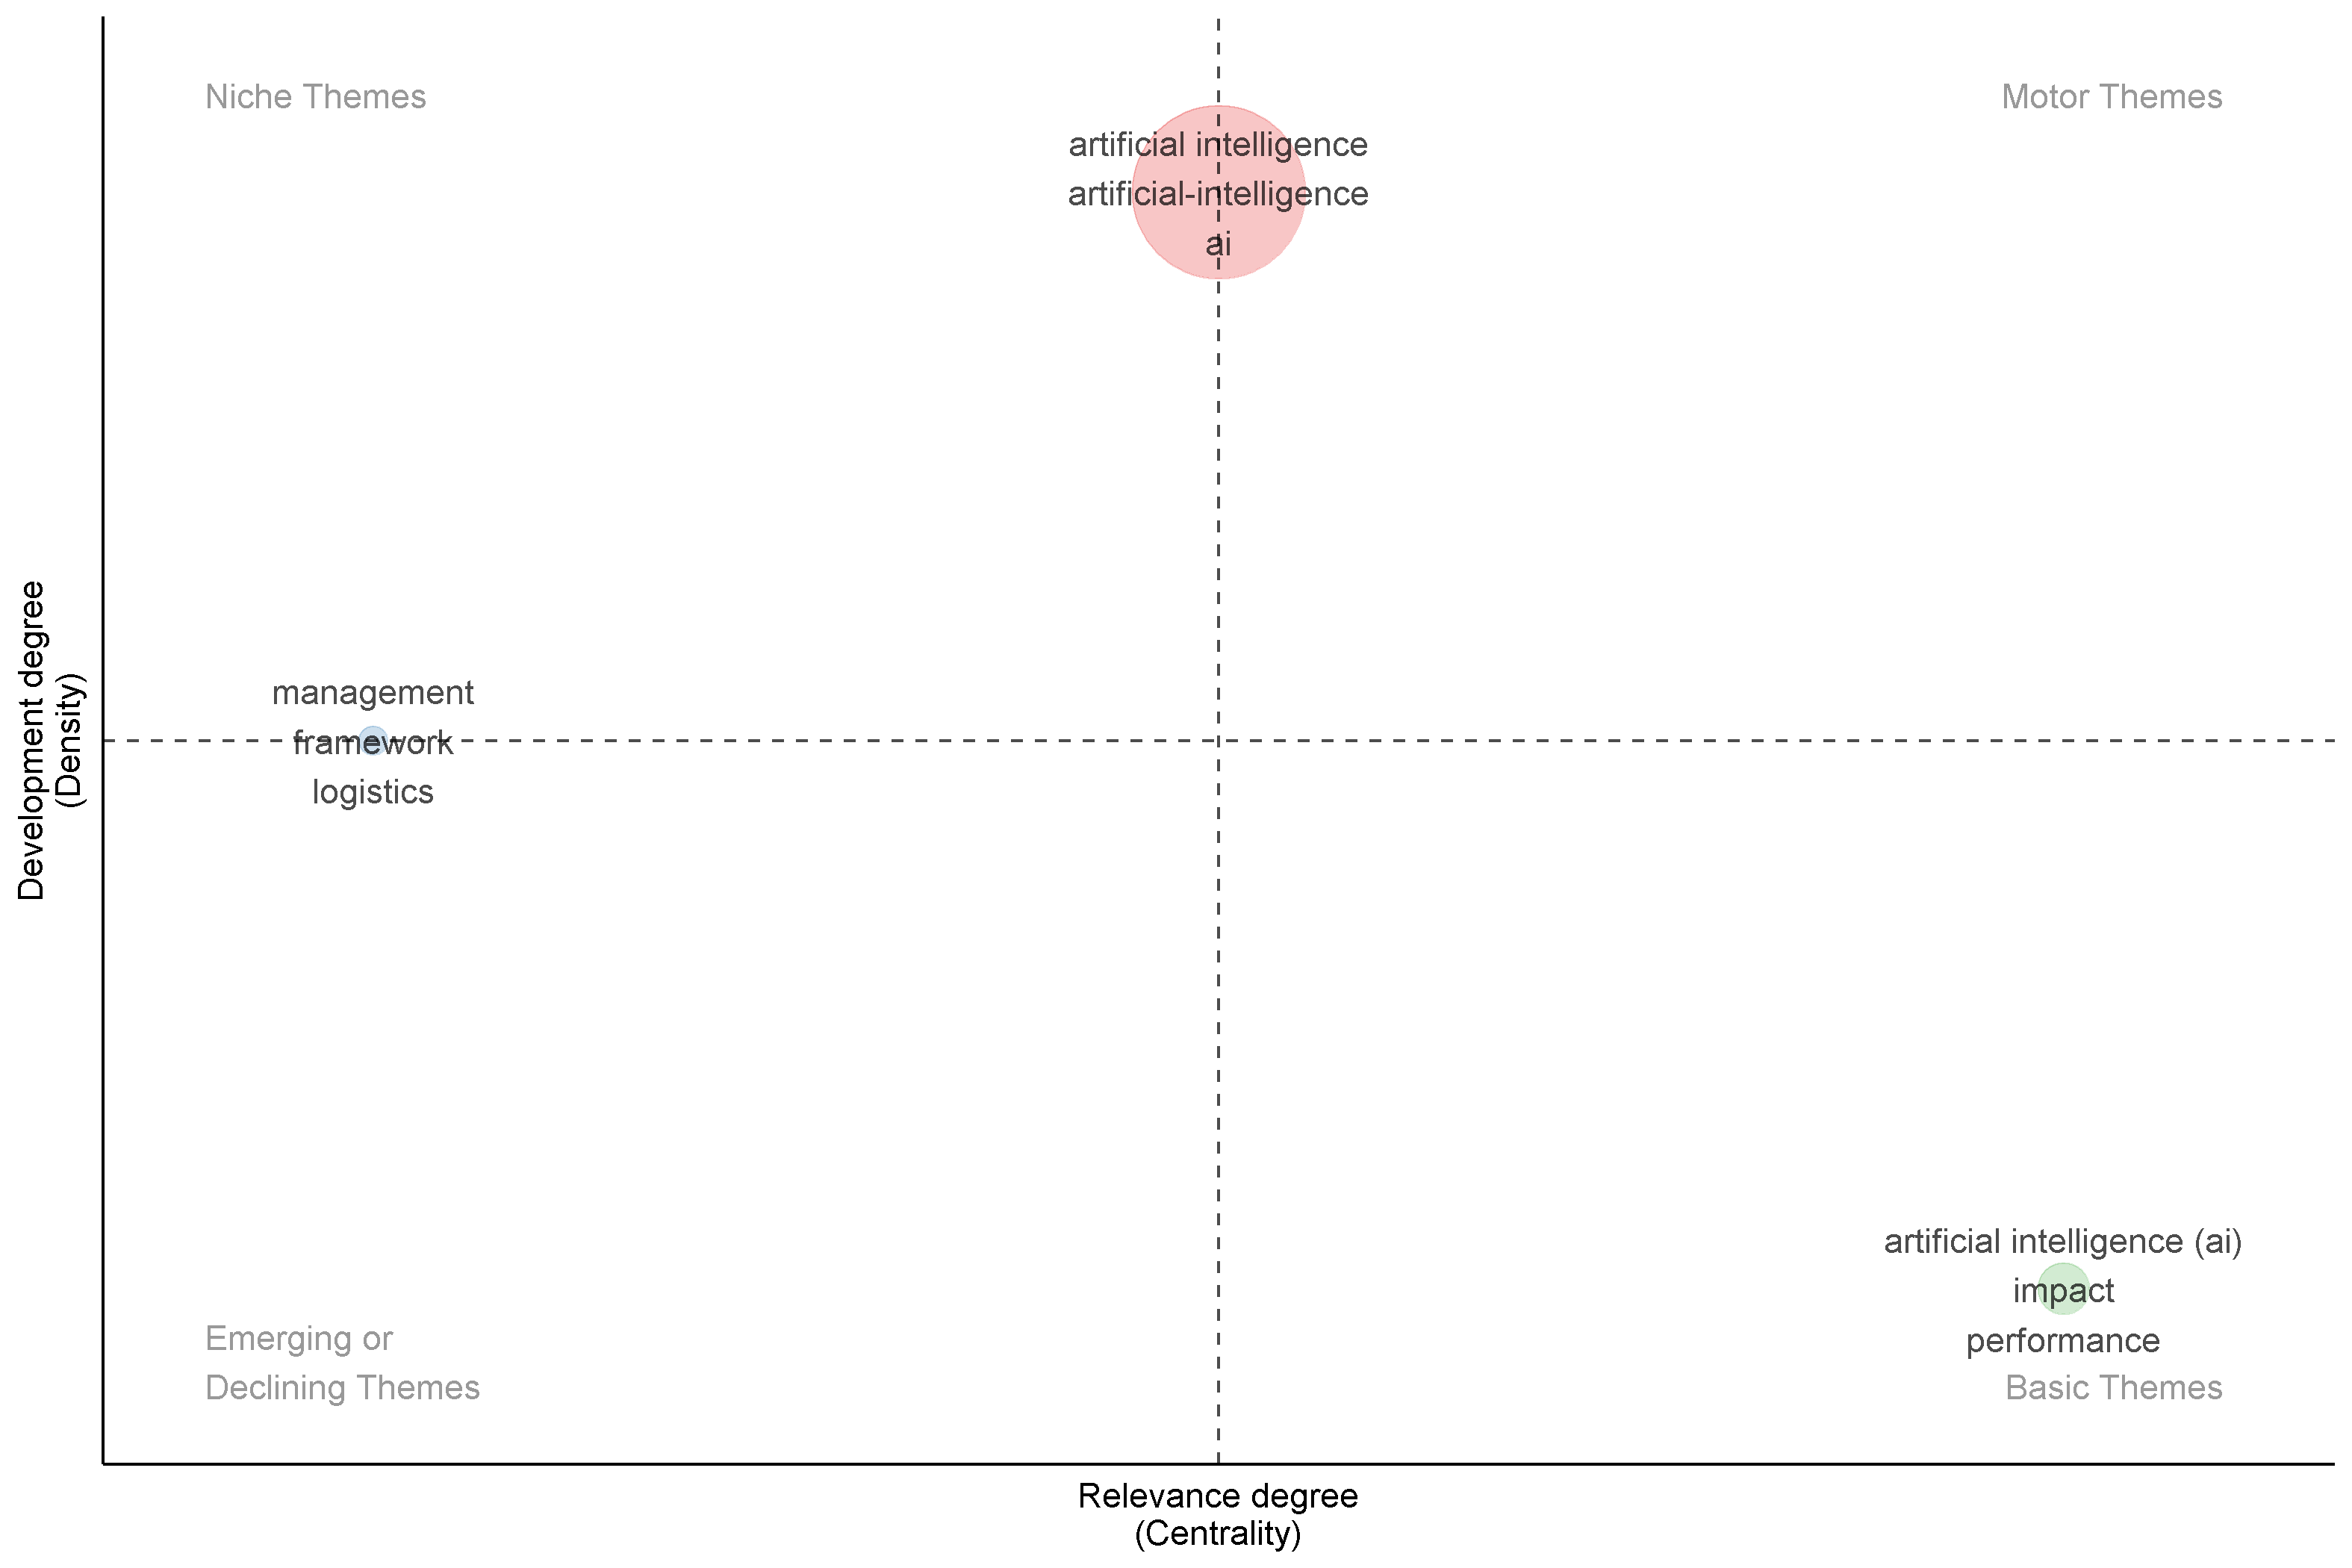 Niche Themes
Motor Themes
artificial intelligence
artificial-intelligence
ai
management
framework
logistics
artificial intelligence (ai)
impact
performance
Emerging or
Declining Themes
Basic Themes
Development degree
(Density)
Relevance degree
(Centrality)